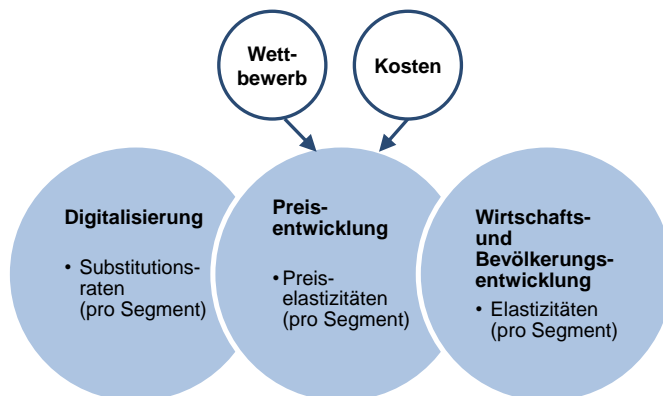 Wett-
bewerb
Kosten
Digitalisierung
• Substitutions-
raten
(pro Segment)
Preis-
entwicklung
• Preis-
elastizitäten
(pro Segment)
Wirtschafts-
und
Bevölkerungs-
entwicklung
• Elastizitäten
(pro Segment)